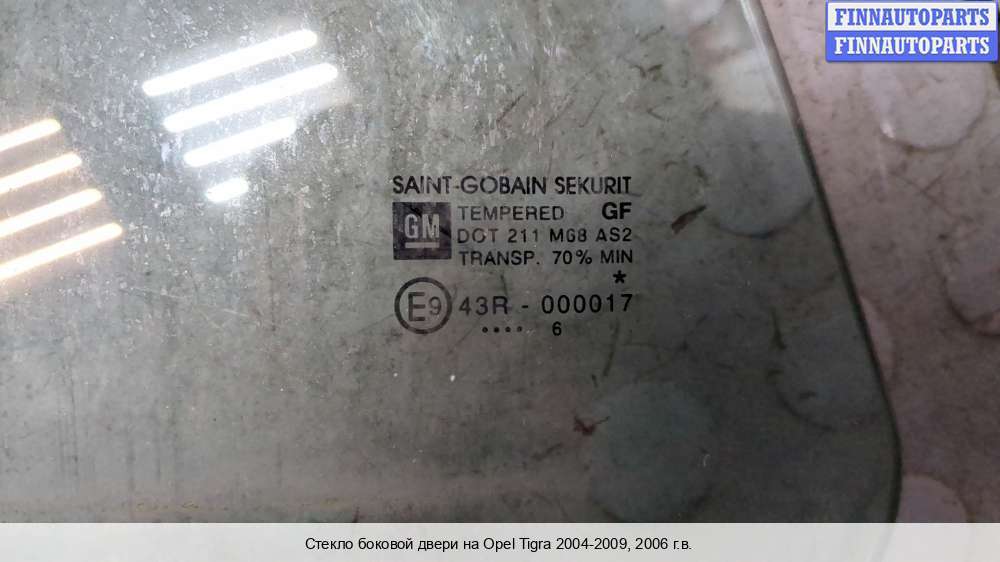 FINNAUTOPARTS
FINNAUTOPARTS
SAINT-GOBAIN SEKURIT
GM TEMPERED GF
DOT 211 M68 AS2
TRANSP. 70% MIN
*
E9 43R - 000017
•••• 6
Стекло боковой двери на Opel Tigra 2004-2009, 2006 г.в.